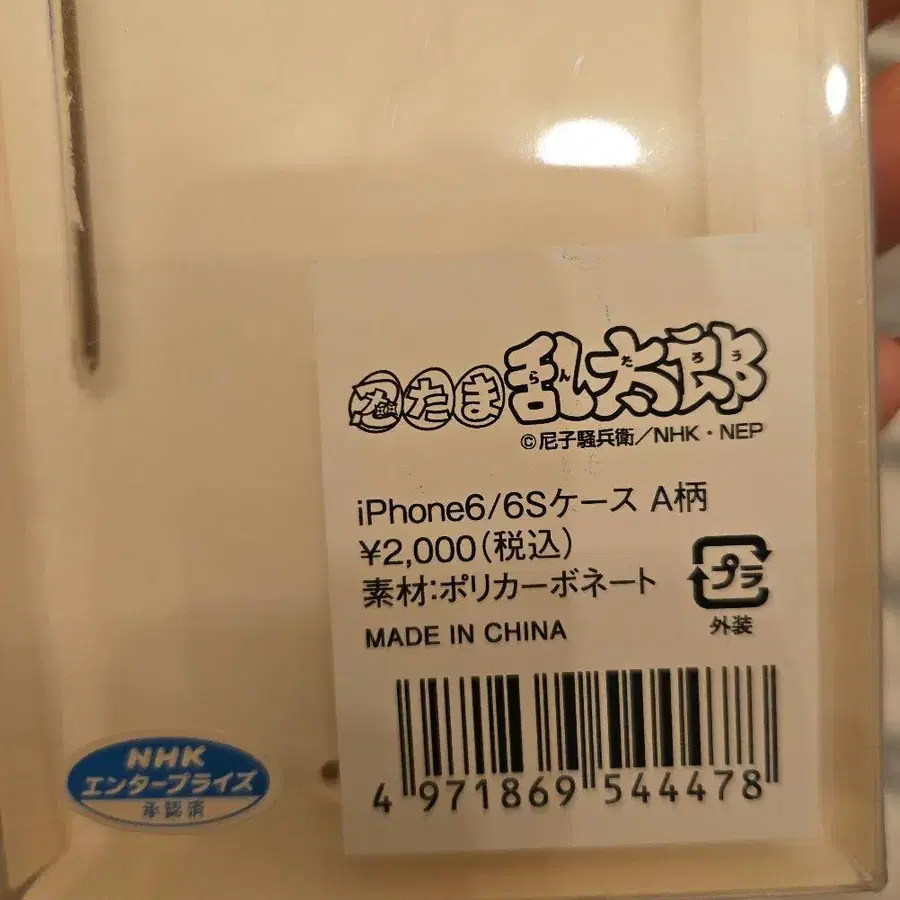 忍たま乱太郎
らんたろう
©尼子騒兵衛/NHK・NEP
iPhone6/6Sケース A柄
¥2,000(税込)
素材:ポリカーボネート
プラ
外装
MADE IN CHINA
4 971869 544478
NHK
エンタープライズ
承認済